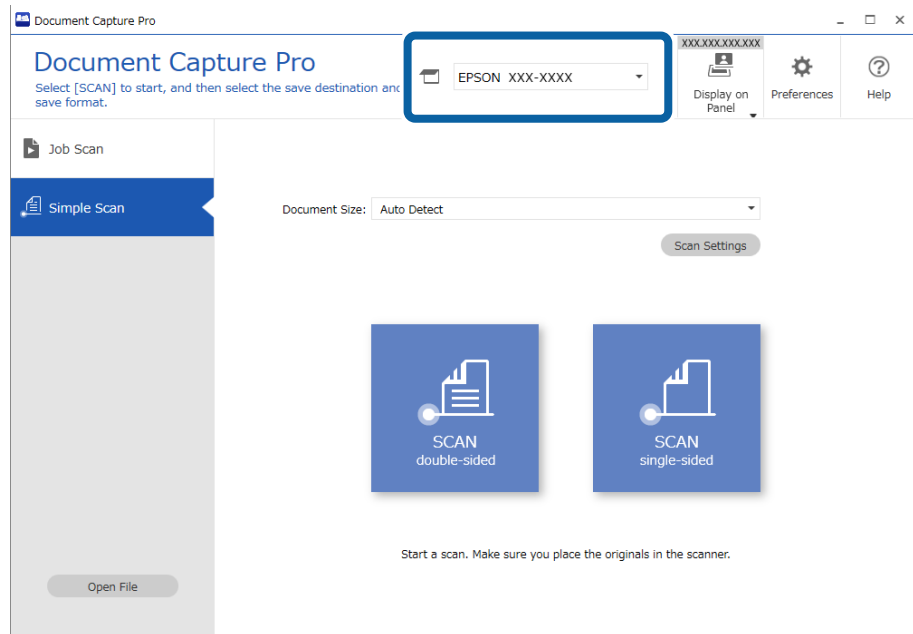 Document Capture Pro
Document Capture Pro
Select [SCAN] to start, and then select the save destination and
save format.
EPSON XXX-XXXX
XXX.XXX.XXX.XXX
Display on
Panel
Preferences
Help
Job Scan
Simple Scan
Document Size: Auto Detect
Scan Settings
SCAN
double-sided
SCAN
single-sided
Start a scan. Make sure you place the originals in the scanner.
Open File